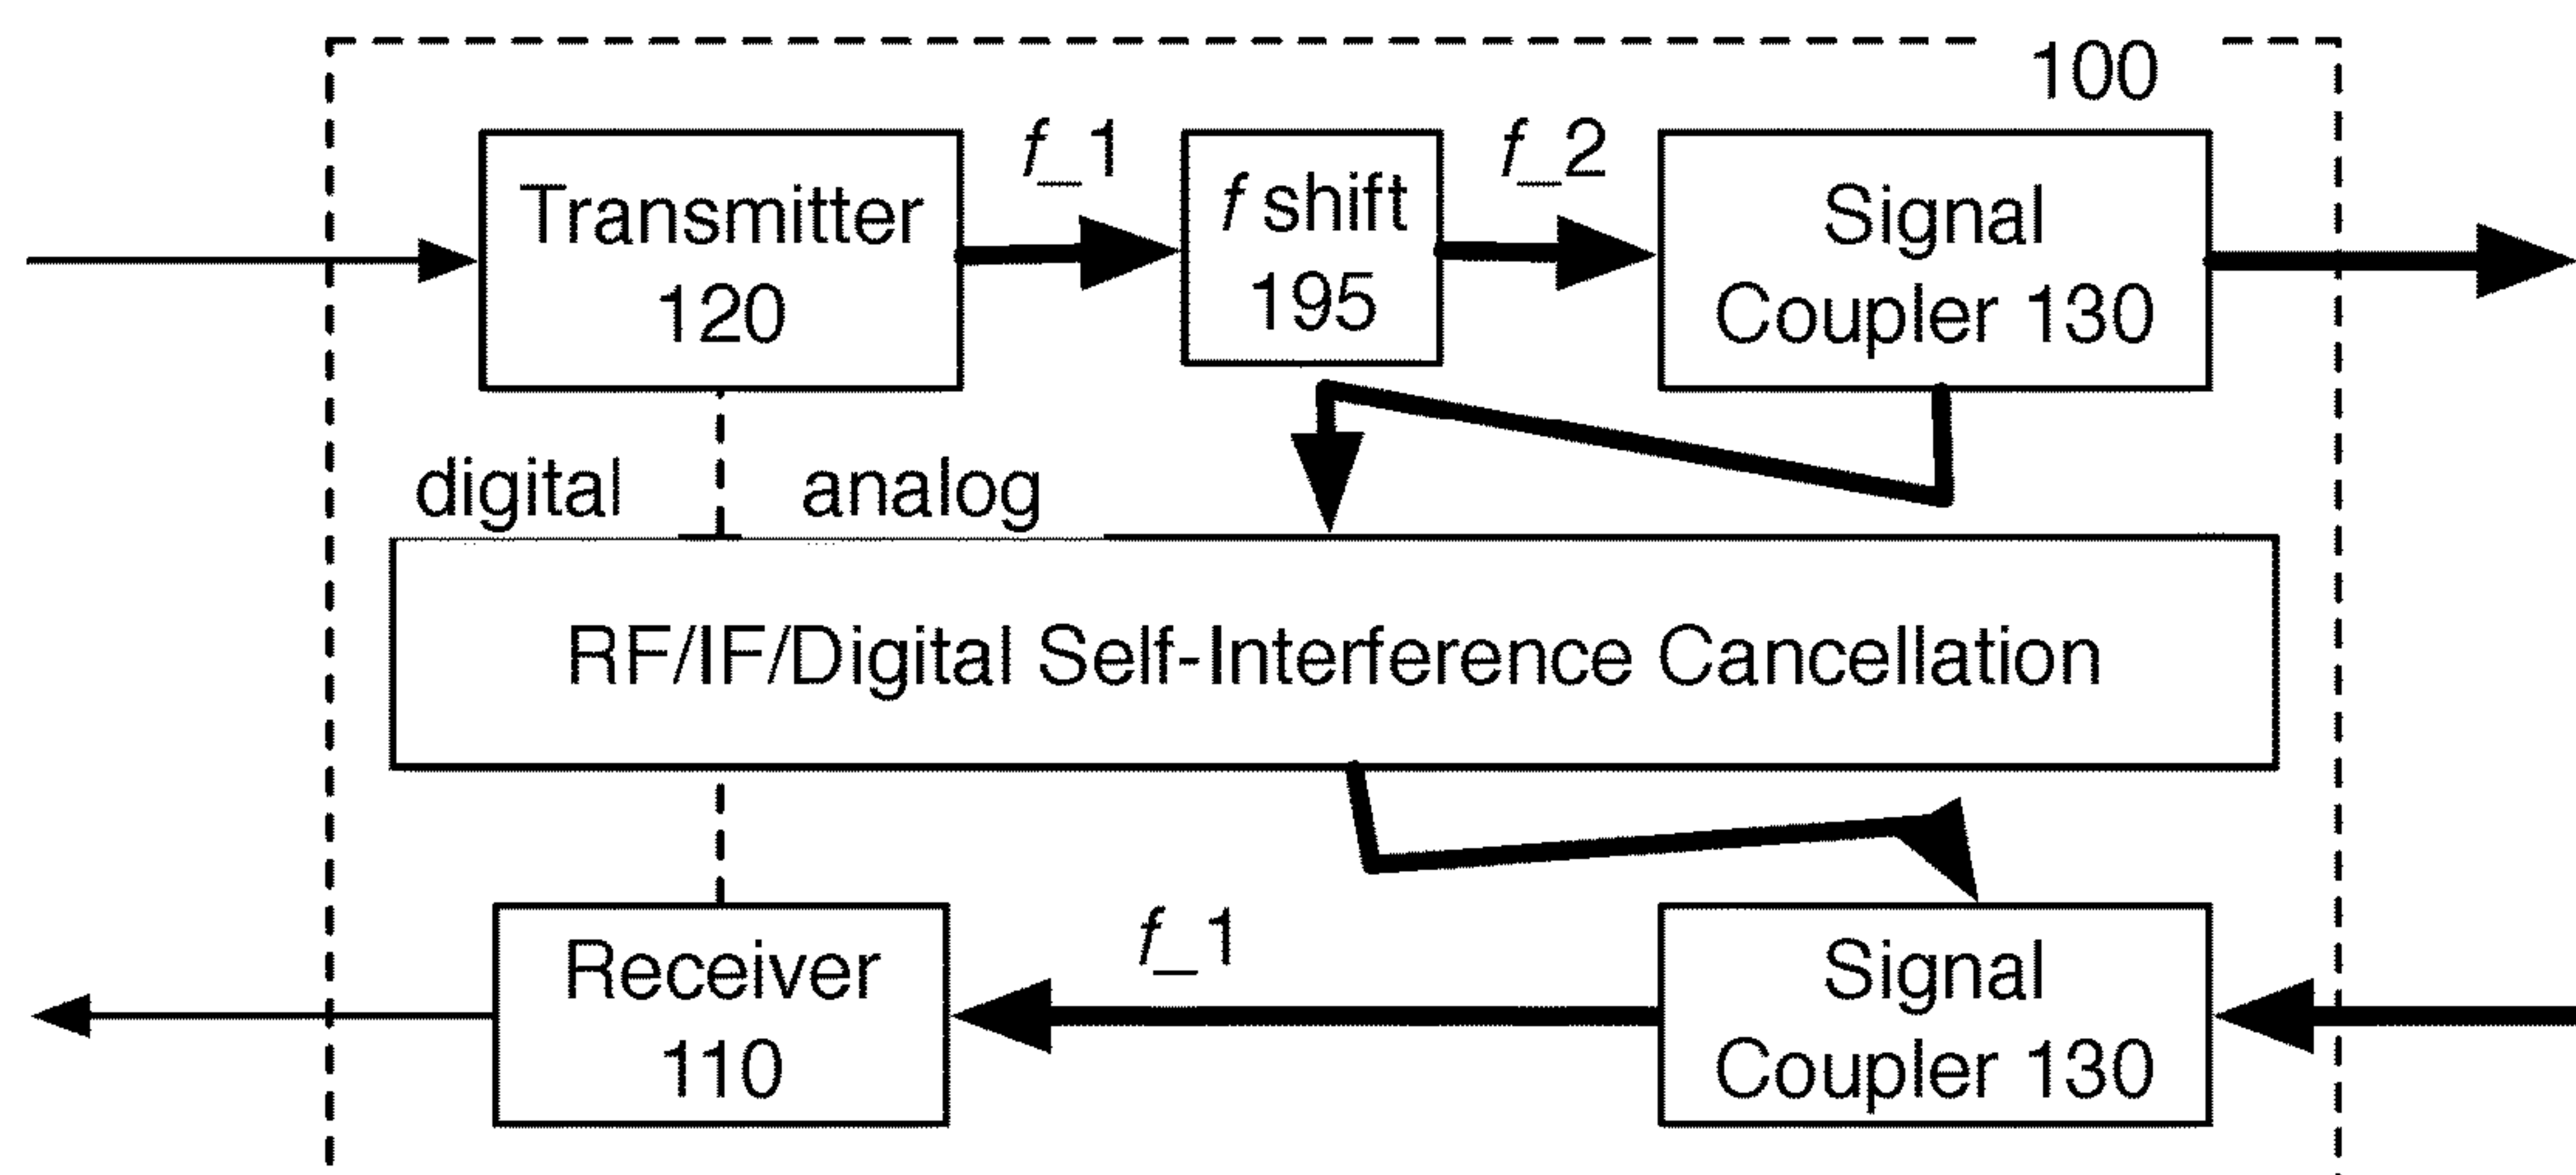 100
f_1
f_2
Transmitter
120
f shift
195
Signal
Coupler 130
digital
analog
RF/IF/Digital Self-Interference Cancellation
f_1
Receiver
110
Signal
Coupler 130